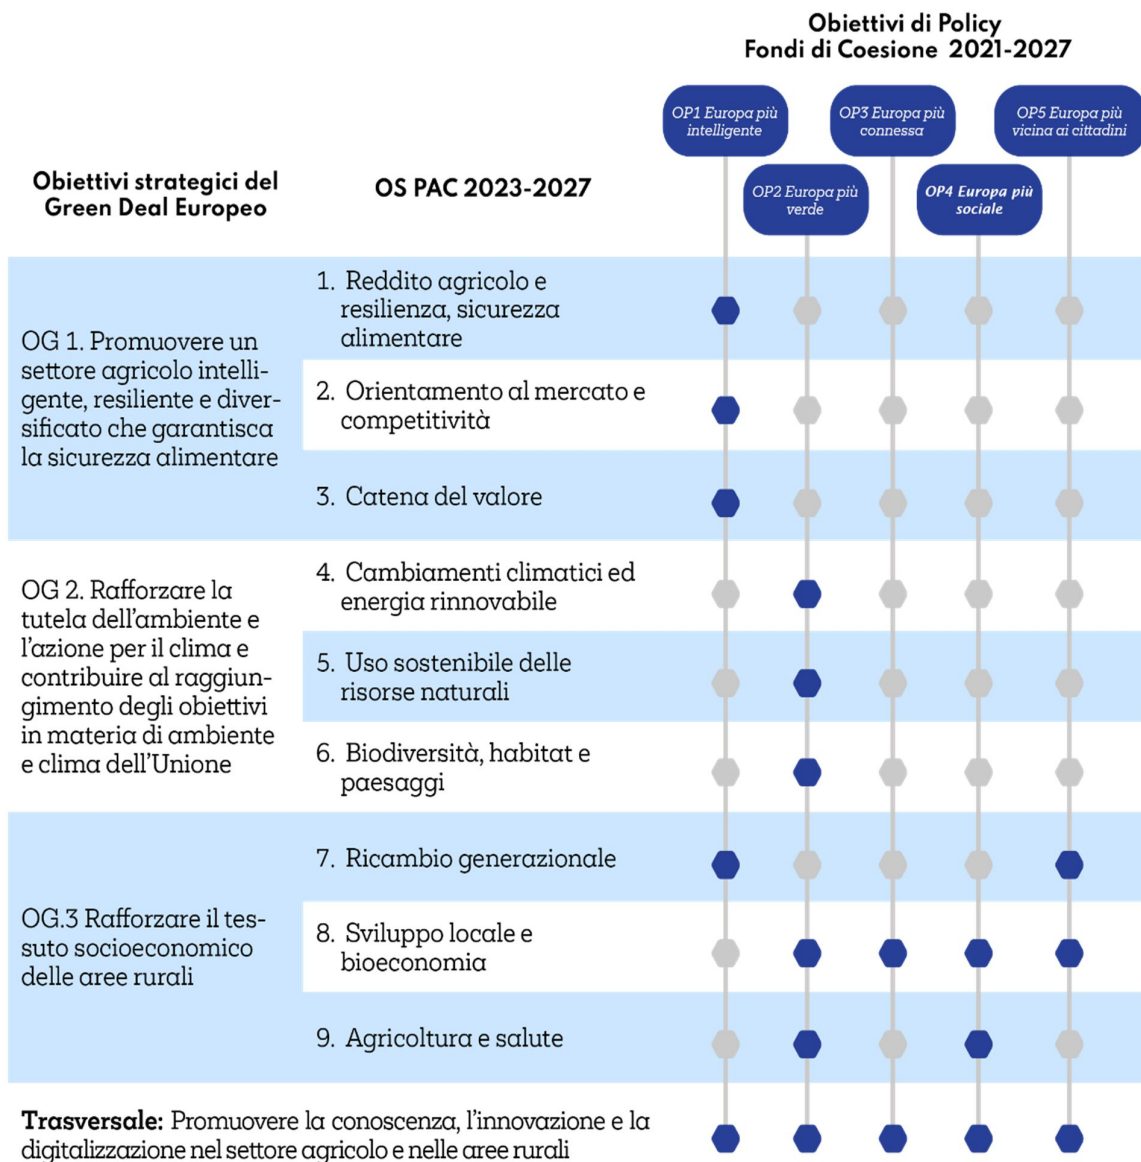 Obiettivi di Policy
Fondi di Coesione 2021-2027
OP1 Europa più
intelligente
OP3 Europa più
connessa
OP5 Europa più
vicina ai cittadini
OP2 Europa più
verde
OP4 Europa più
sociale
Obiettivi strategici del
Green Deal Europeo
OS PAC 2023-2027
OG 1. Promuovere un
settore agricolo intelli-
gente, resiliente e diver-
sificato che garantisca
la sicurezza alimentare
1. Reddito agricolo e
resilienza, sicurezza
alimentare
2. Orientamento al mercato e
competitività
3. Catena del valore
OG 2. Rafforzare la
tutela dell'ambiente e
l'azione per il clima e
contribuire al raggiun-
gimento degli obiettivi
in materia di ambiente
e clima dell'Unione
4. Cambiamenti climatici ed
energia rinnovabile
5. Uso sostenibile delle
risorse naturali
6. Biodiversità, habitat e
paesaggi
OG.3 Rafforzare il tes-
suto socioeconomico
delle aree rurali
7. Ricambio generazionale
8. Sviluppo locale e
bioeconomia
9. Agricoltura e salute
Trasversale: Promuovere la conoscenza, l'innovazione e la
digitalizzazione nel settore agricolo e nelle aree rurali